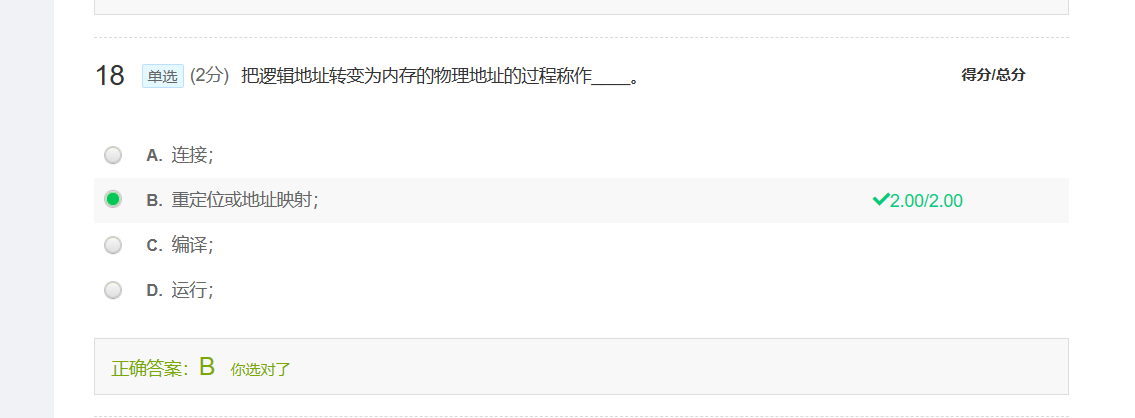 18 单选 (2分) 把逻辑地址转变为内存的物理地址的过程称作____。 得分/总分
A. 连接;
B. 重定位或地址映射; 2.00/2.00
C. 编译;
D. 运行;
正确答案：B 你选对了